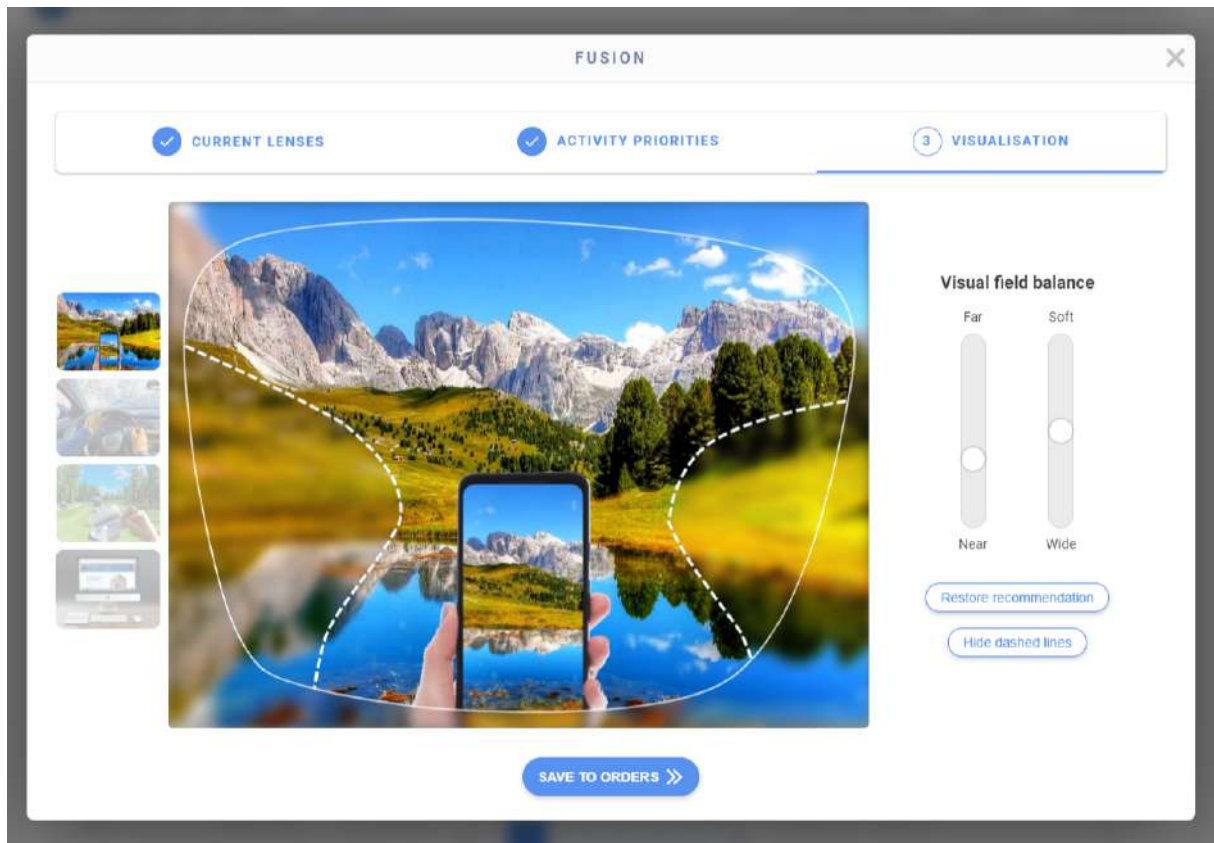 FUSION
CURRENT LENSES
ACTIVITY PRIORITIES
3 VISUALISATION
Visual field balance
Far Soft
Near Wide
Restore recommendation
Hide dashed lines
SAVE TO ORDERS